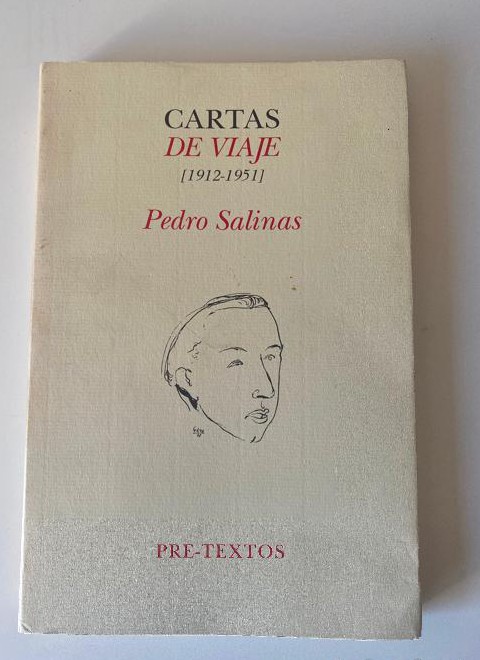 CARTAS
DE VIAJE
[1912-1951]
Pedro Salinas
PRE-TEXTOS